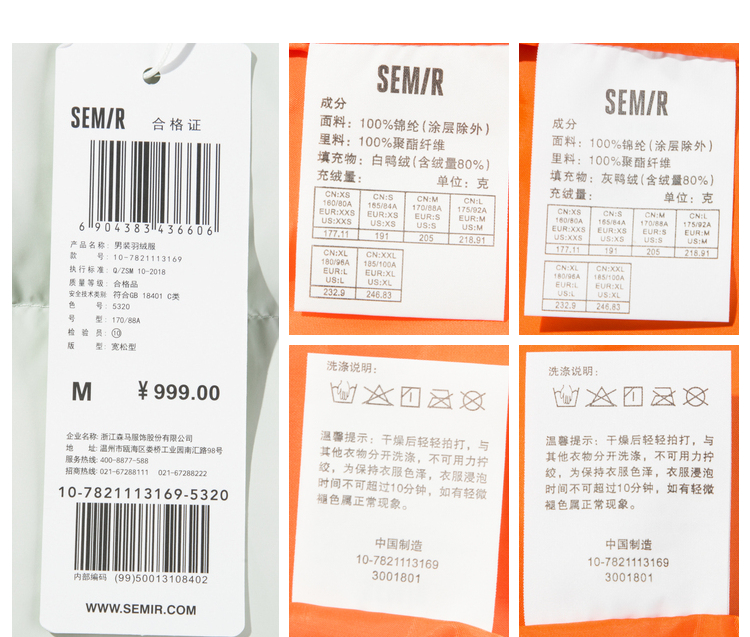 SEM/R 合格证
6 904383 436606
产品名称: 男装羽绒服
款 号: 10-7821113169
执行标准: Q/ZSM 10-2018
质量等级: 合格品
安全技术类别: 符合GB 18401 C类
色 号: 5320
号 型: 170/88A
检 验 员: ⑩
版 型: 宽松型
M ¥999.00
企业名称: 浙江森马服饰股份有限公司
地 址: 温州市瓯海区娄桥工业园南汇路98号
服务热线: 400-8877-588
招商热线: 021-67288111 021-67288222
10-7821113169-5320
内部编码 (99)50013108402
WWW.SEMIR.COM
SEM/R
成分
面料: 100%锦纶(涂层除外)
里料: 100%聚酯纤维
填充物: 白鸭绒(含绒量80%)
充绒量: 单位: 克
CN:XS CN:S CN:M CN:L
160/80A 165/84A 170/88A 175/92A
EUR:XXS EUR:XS EUR:S EUR:M
US:XXS US:XS US:S US:M
177.11 191 205 218.91
CN:XL CN:XXL
180/96A 185/100A
EUR:L EUR:XL
US:L US:XL
232.9 246.83
SEM/R
成分
面料: 100%锦纶(涂层除外)
里料: 100%聚酯纤维
填充物: 灰鸭绒(含绒量80%)
充绒量: 单位: 克
CN:XS CN:S CN:M CN:L
160/80A 165/84A 170/88A 175/92A
EUR:XXS EUR:XS EUR:S EUR:M
US:XXS US:XS US:S US:M
177.11 191 205 218.91
CN:XL CN:XXL
180/96A 185/100A
EUR:L EUR:XL
US:L US:XL
232.9 246.83
洗涤说明:
温馨提示: 干燥后轻轻拍打, 与
其他衣物分开洗涤, 不可用力拧
绞, 为保持衣服色泽, 衣服浸泡
时间不可超过10分钟, 如有轻微
褪色属正常现象。
中国制造
10-7821113169
3001801
洗涤说明:
温馨提示: 干燥后轻轻拍打, 与
其他衣物分开洗涤, 不可用力拧
绞, 为保持衣服色泽, 衣服浸泡
时间不可超过10分钟, 如有轻微
褪色属正常现象。
中国制造
10-7821113169
3001801